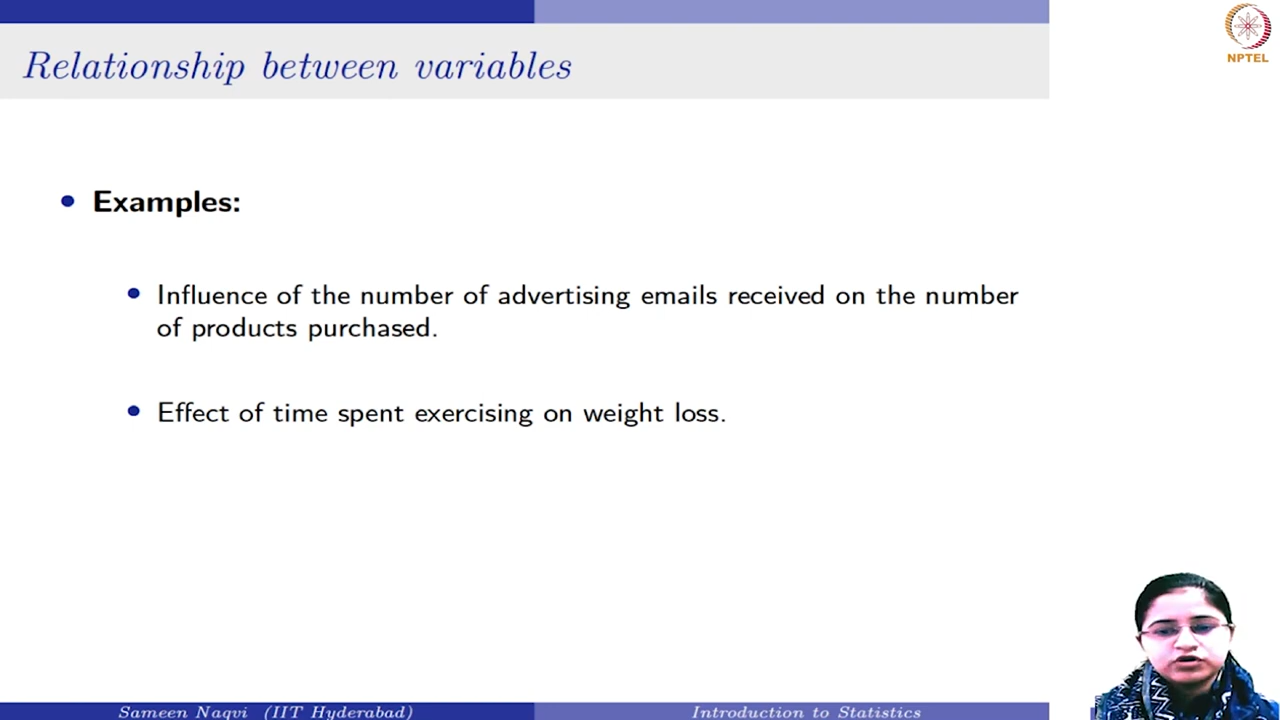 Relationship between variables
NPTEL
Examples:
Influence of the number of advertising emails received on the number
of products purchased.
Effect of time spent exercising on weight loss.
Sameen Naqvi (IIT Hyderabad)
Introduction to Statistics